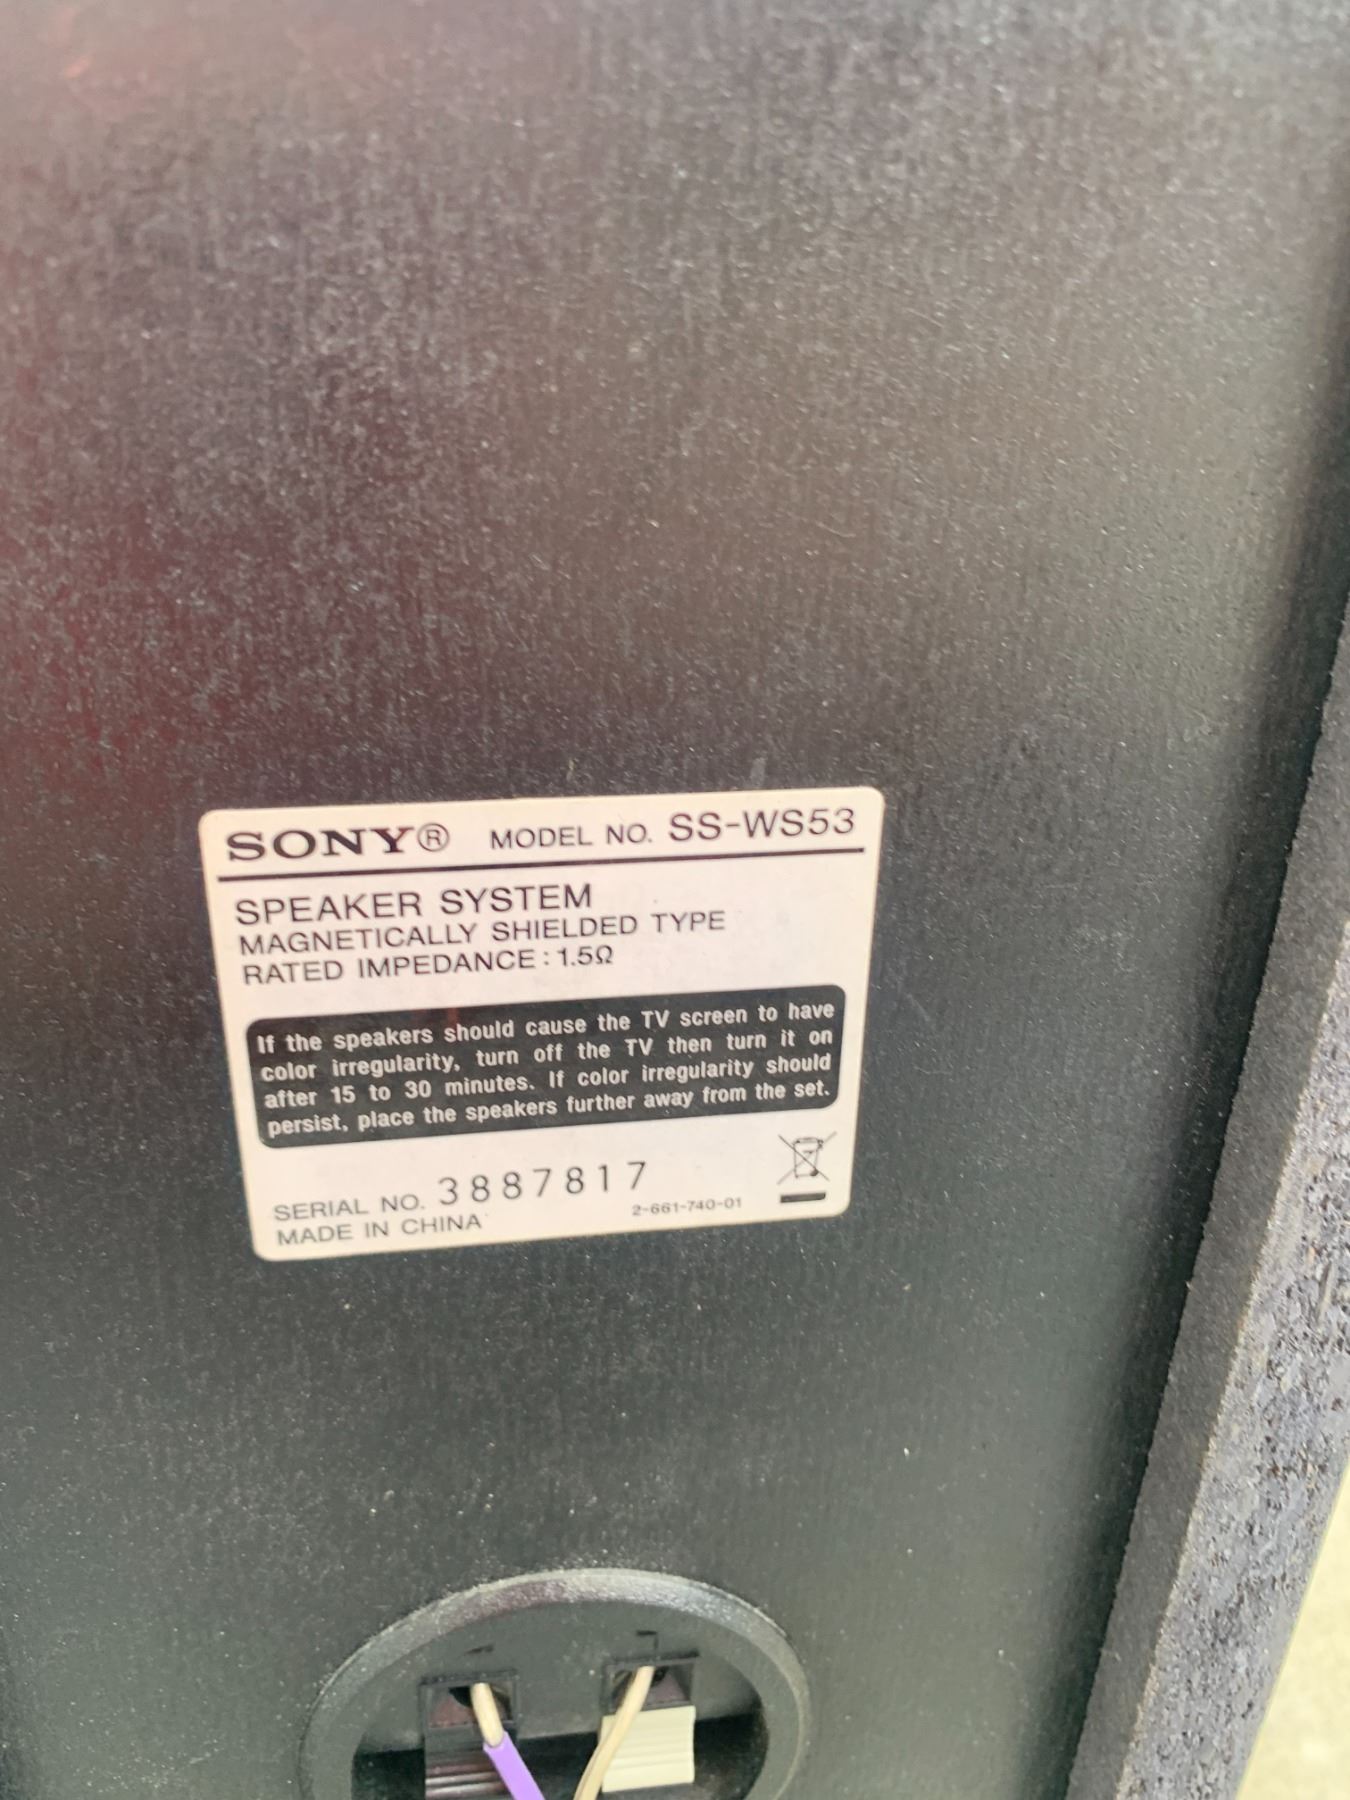 SONY® MODEL NO. SS-WS53
SPEAKER SYSTEM
MAGNETICALLY SHIELDED TYPE
RATED IMPEDANCE : 1.5Ω
If the speakers should cause the TV screen to have
color irregularity, turn off the TV then turn it on
after 15 to 30 minutes. If color irregularity should
persist, place the speakers further away from the set.
SERIAL NO. 3887817
MADE IN CHINA 2-661-740-01